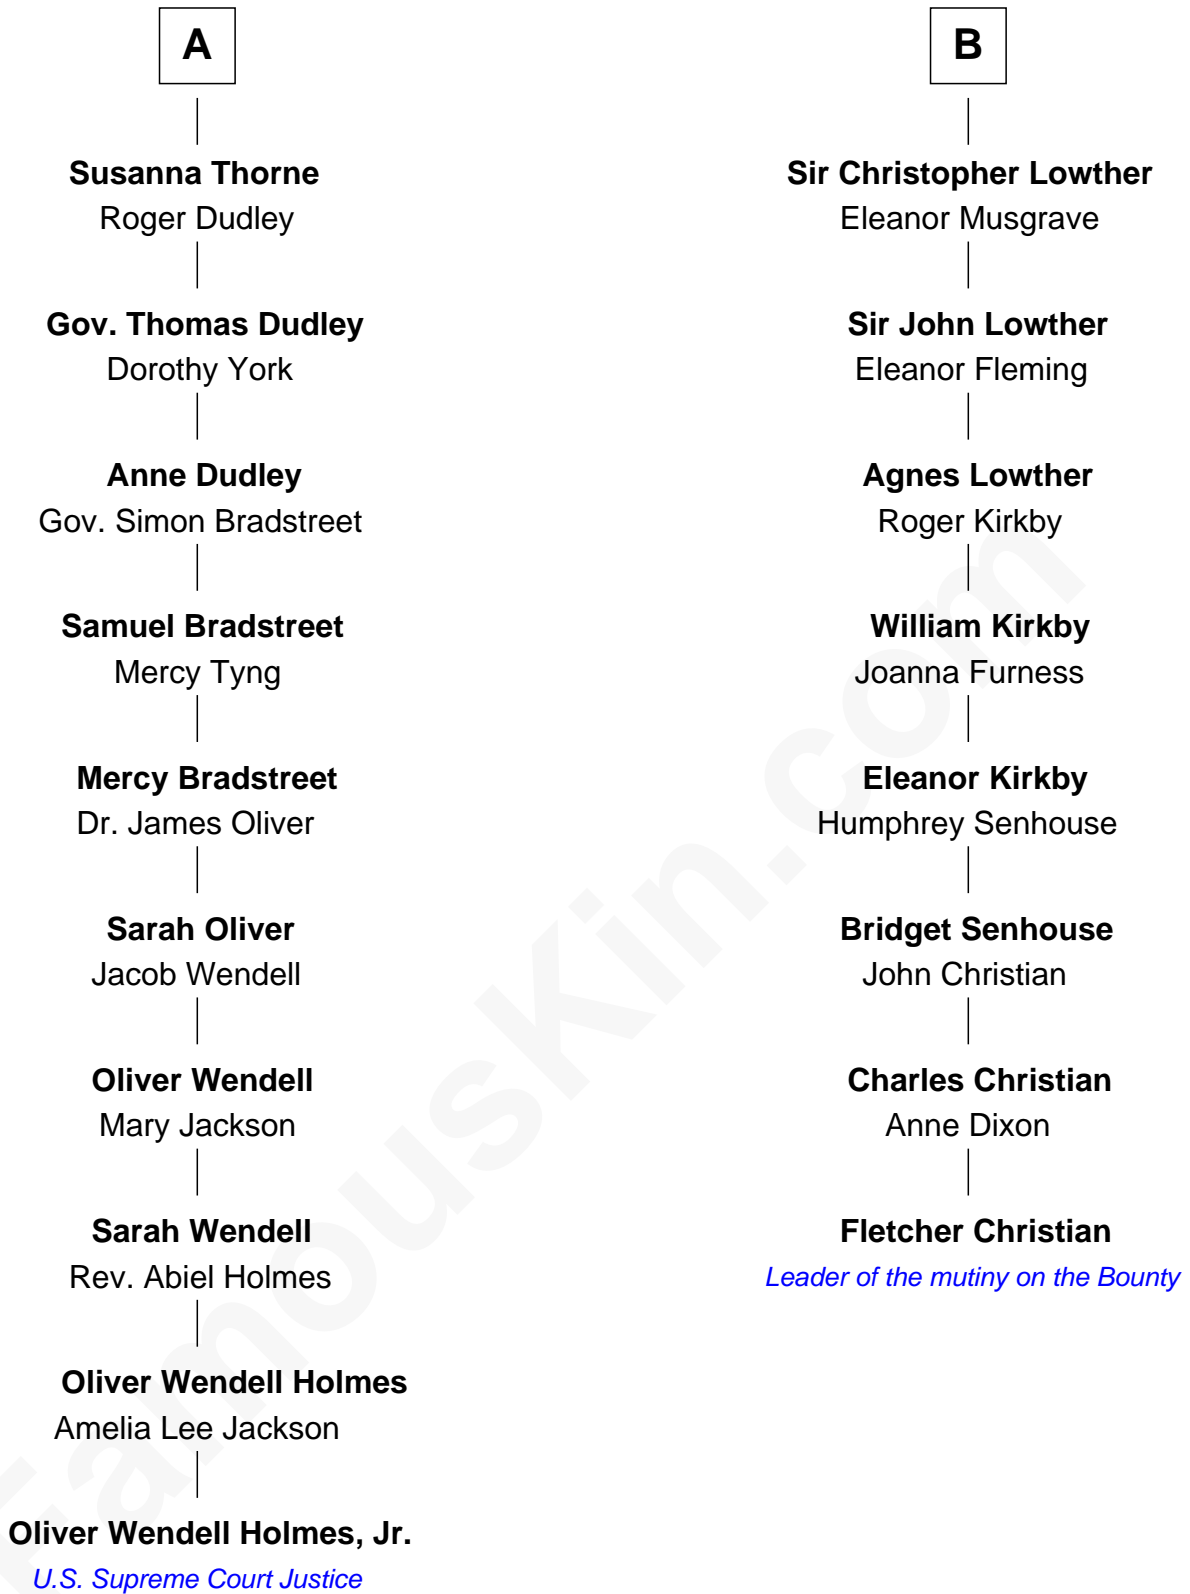 A
Susanna Thorne
Roger Dudley
Gov. Thomas Dudley
Dorothy York
Anne Dudley
Gov. Simon Bradstreet
Samuel Bradstreet
Mercy Tyng
Mercy Bradstreet
Dr. James Oliver
Sarah Oliver
Jacob Wendell
Oliver Wendell
Mary Jackson
Sarah Wendell
Rev. Abiel Holmes
Oliver Wendell Holmes
Amelia Lee Jackson
Oliver Wendell Holmes, Jr.
U.S. Supreme Court Justice
B
Sir Christopher Lowther
Eleanor Musgrave
Sir John Lowther
Eleanor Fleming
Agnes Lowther
Roger Kirkby
William Kirkby
Joanna Furness
Eleanor Kirkby
Humphrey Senhouse
Bridget Senhouse
John Christian
Charles Christian
Anne Dixon
Fletcher Christian
Leader of the mutiny on the Bounty
FamousKin.com